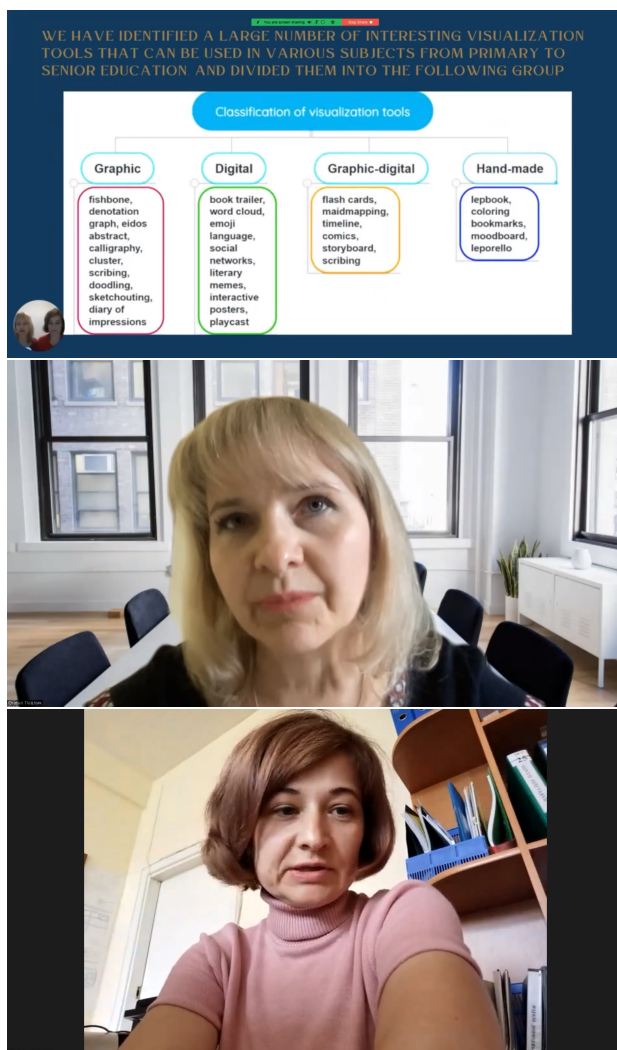 You are screen sharing
Stop Share
WE HAVE IDENTIFIED A LARGE NUMBER OF INTERESTING VISUALIZATION
TOOLS THAT CAN BE USED IN VARIOUS SUBJECTS FROM PRIMARY TO
SENIOR EDUCATION AND DIVIDED THEM INTO THE FOLLOWING GROUP
Classification of visualization tools
Graphic
fishbone,
denotation
graph, eidos
abstract,
calligraphy,
cluster,
scribing,
doodling,
sketchouting,
diary of
impressions
Digital
book trailer,
word cloud,
emoji
language,
social
networks,
literary
memes,
interactive
posters,
playcast
Graphic-digital
flash cards,
maidmapping,
timeline,
comics,
storyboard,
scribing
Hand-made
lepbook,
coloring
bookmarks,
moodboard,
leporello